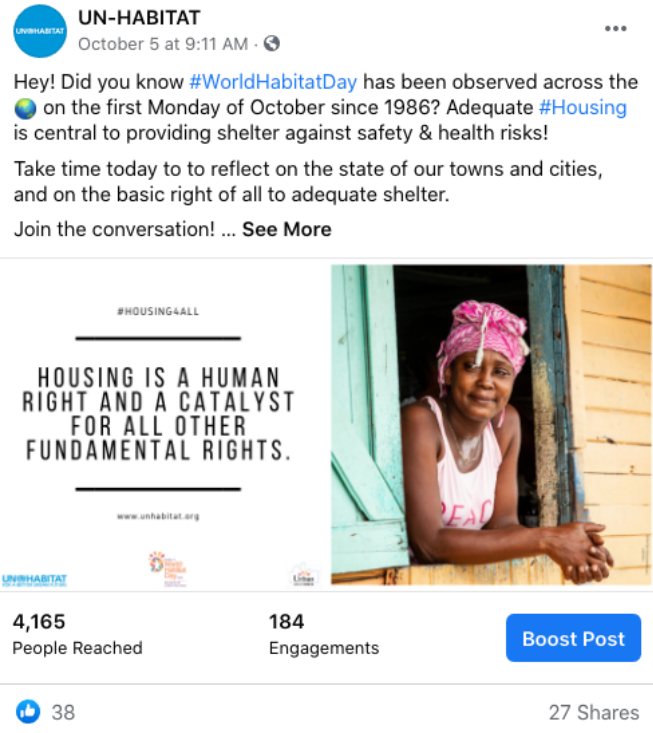 UN-HABITAT
UN HABITAT
October 5 at 9:11 AM ·
Hey! Did you know #WorldHabitatDay has been observed across the
on the first Monday of October since 1986? Adequate #Housing
is central to providing shelter against safety & health risks!
Take time today to to reflect on the state of our towns and cities,
and on the basic right of all to adequate shelter.
Join the conversation! ... See More
#HOUSING4ALL
HOUSING IS A HUMAN
RIGHT AND A CATALYST
FOR ALL OTHER
FUNDAMENTAL RIGHTS.
www.unhabitat.org
UN HABITAT
World
Habitat
Day
Urban
PEAC
4,165
People Reached
184
Engagements
Boost Post
38
27 Shares